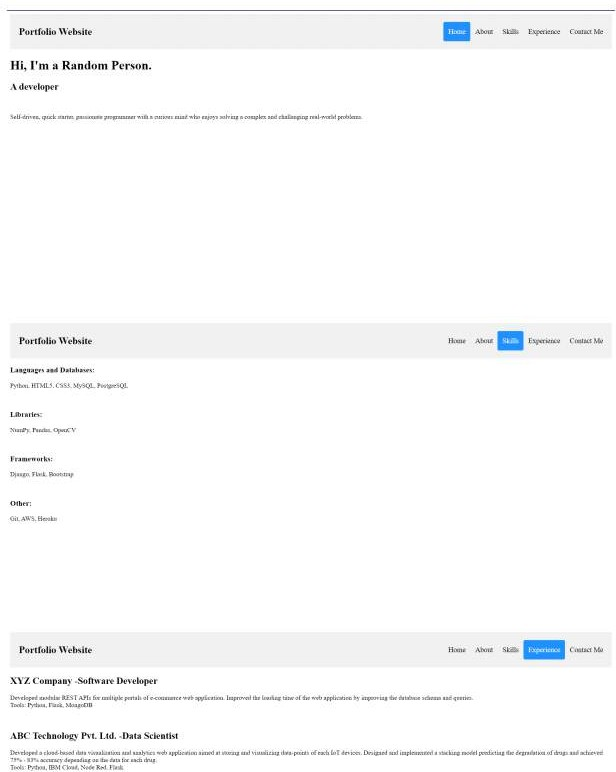 Portfolio Website
Home About Skills Experience Contact Me
Hi, I'm a Random Person.
A developer
Self-driven, quick starter, passionate programmer with a curious mind who enjoys solving a complex and challenging real-world problems.
Portfolio Website
Home About Skills Experience Contact Me
Languages and Databases:
Python, HTML5, CSS3, MySQL, PostgreSQL
Libraries:
NumPy, Pandas, OpenCV
Frameworks:
Django, Flask, Bootstrap
Other:
Git, AWS, Heroku
Portfolio Website
Home About Skills Experience Contact Me
XYZ Company -Software Developer
Developed modular REST APIs for multiple portals of e-commerce web application. Improved the loading time of the web application by improving the database schema and queries.
Tools: Python, Flask, MongoDB
ABC Technology Pvt. Ltd. -Data Scientist
Developed a cloud-based data visualization and analytics web application aimed at storing and visualizing data-points of each IoT devices. Designed and implemented a stacking model predicting the degradation of drugs and achieved
75% - 83% accuracy depending on the data for each drug.
Tools: Python, IBM Cloud, Node Red, Flask